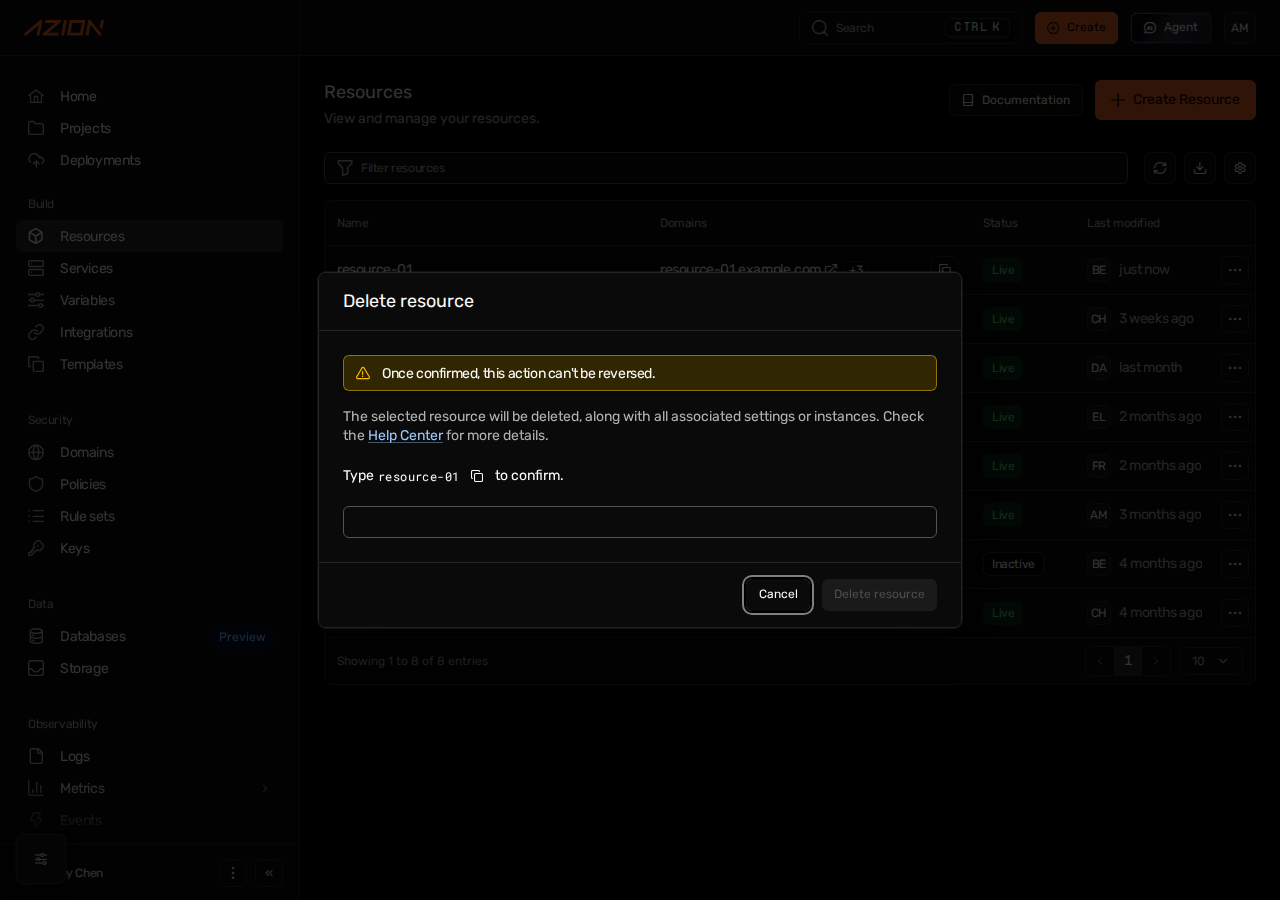 AZION
Search CTRL K Create Agent AM
Home
Projects
Deployments
Build
Resources
Services
Variables
Integrations
Templates
Security
Domains
Policies
Rule sets
Keys
Data
Databases Preview
Storage
Observability
Logs
Metrics
Events
y Chen
Resources
View and manage your resources.
Documentation Create Resource
Filter resources
Name Domains Status Last modified
resource-01 resource-01.example.com +3 Live BE just now
Live CH 3 weeks ago
Live DA last month
Live EL 2 months ago
Live FR 2 months ago
Live AM 3 months ago
Inactive BE 4 months ago
Live CH 4 months ago
Showing 1 to 8 of 8 entries 1 10
Delete resource
Once confirmed, this action can't be reversed.
The selected resource will be deleted, along with all associated settings or instances. Check
the Help Center for more details.
Type resource-01 to confirm.
Cancel Delete resource